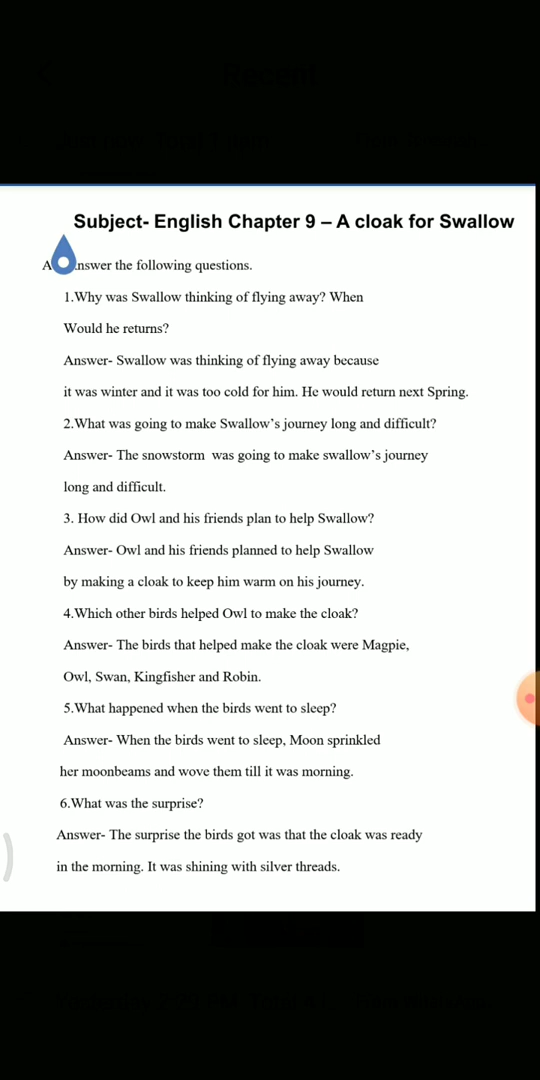 Recent
Subject- English Chapter 9 – A cloak for Swallow
A Answer the following questions.
1.Why was Swallow thinking of flying away? When
Would he returns?
Answer- Swallow was thinking of flying away because
it was winter and it was too cold for him. He would return next Spring.
2.What was going to make Swallow's journey long and difficult?
Answer- The snowstorm was going to make swallow's journey
long and difficult.
3. How did Owl and his friends plan to help Swallow?
Answer- Owl and his friends planned to help Swallow
by making a cloak to keep him warm on his journey.
4.Which other birds helped Owl to make the cloak?
Answer- The birds that helped make the cloak were Magpie,
Owl, Swan, Kingfisher and Robin.
5.What happened when the birds went to sleep?
Answer- When the birds went to sleep, Moon sprinkled
her moonbeams and wove them till it was morning.
6.What was the surprise?
Answer- The surprise the birds got was that the cloak was ready
in the morning. It was shining with silver threads.